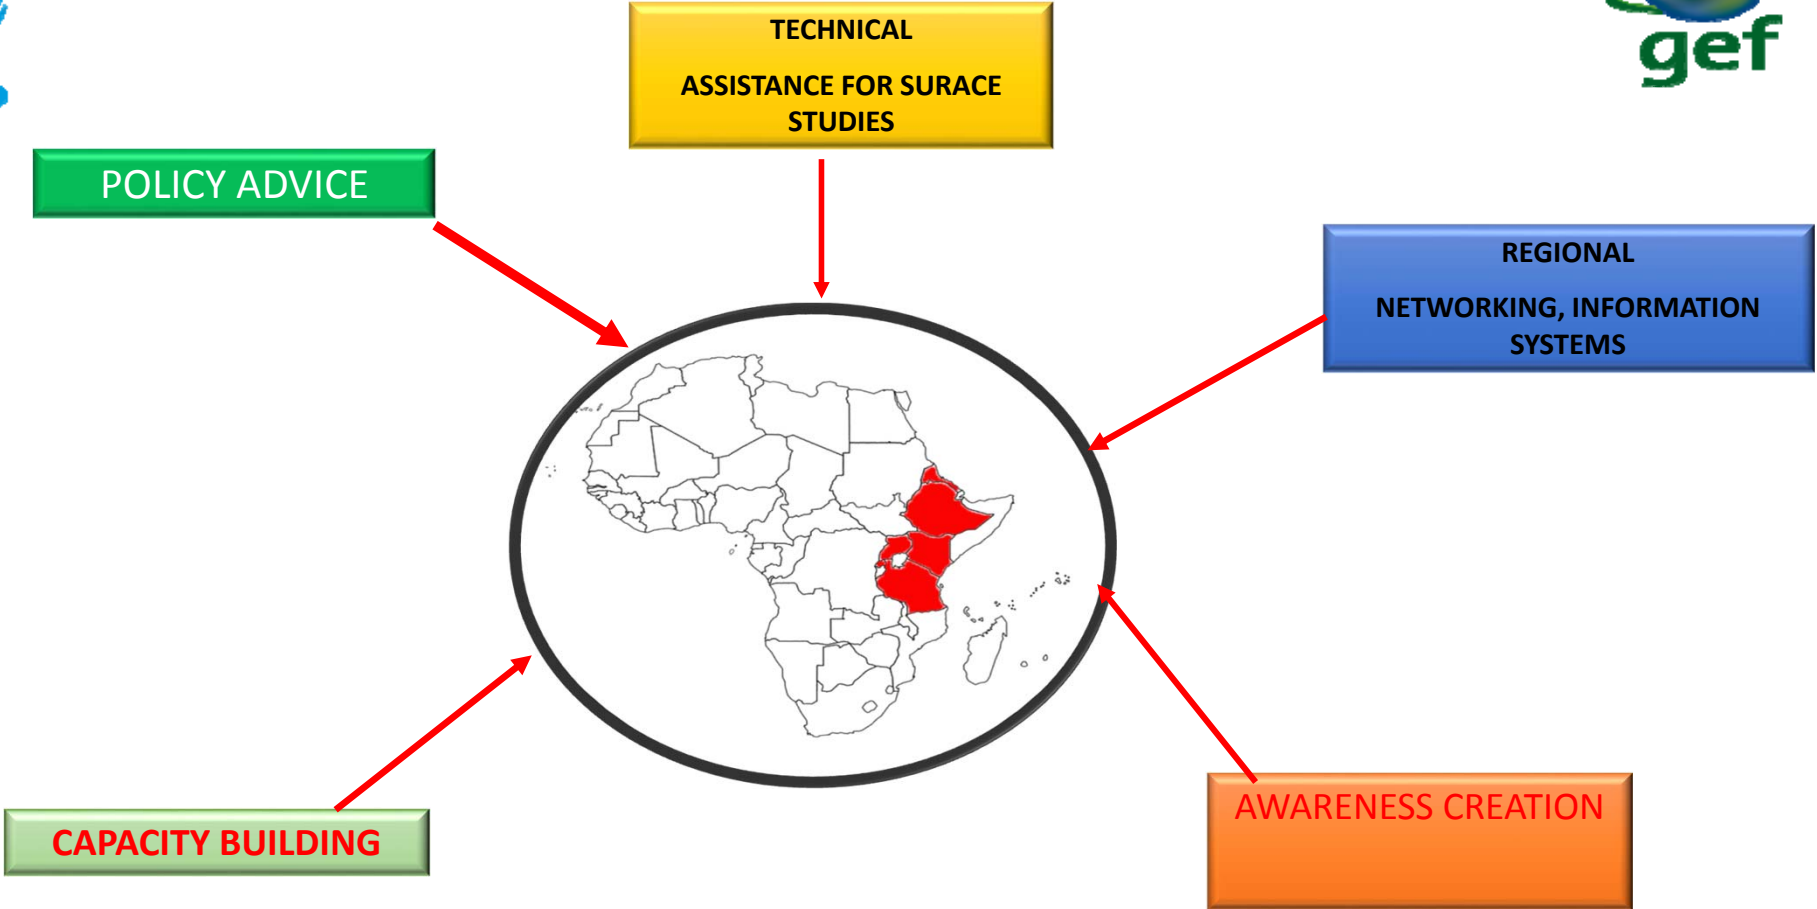 TECHNICAL
ASSISTANCE FOR SURACE
STUDIES
gef
POLICY ADVICE
REGIONAL
NETWORKING, INFORMATION
SYSTEMS
CAPACITY BUILDING
AWARENESS CREATION